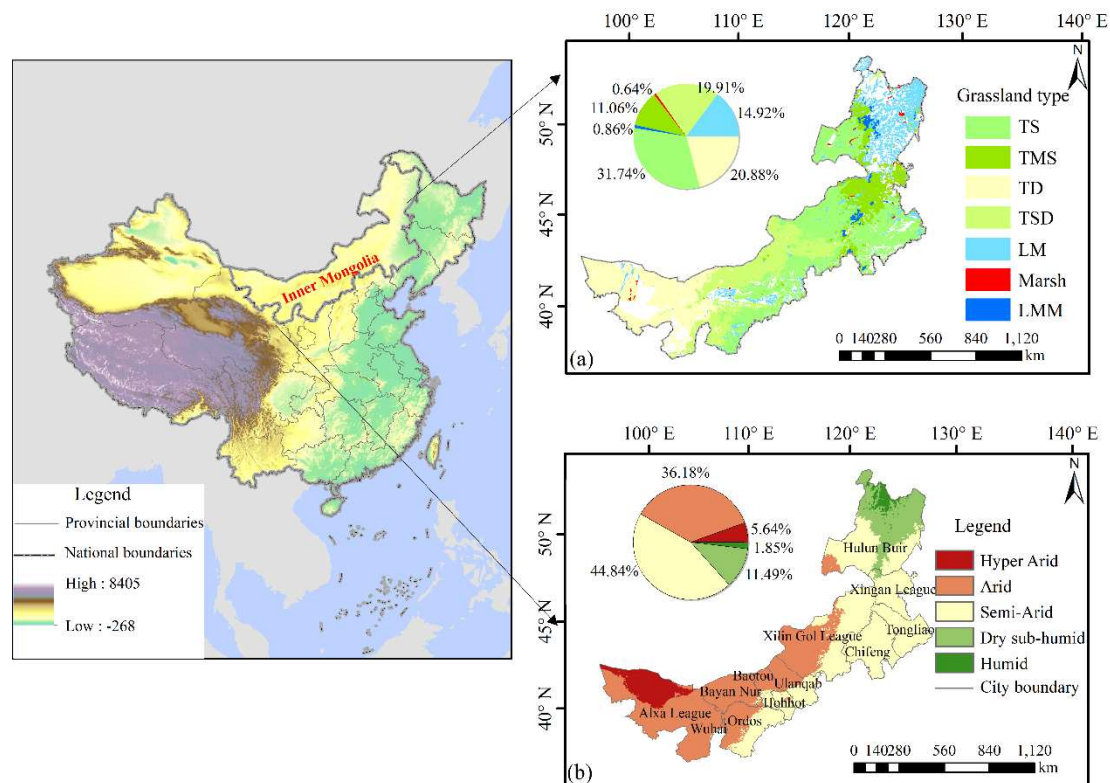 Inner Mongolia
Legend
Provincial boundaries
National boundaries
High : 8405
Low : -268
100° E 110° E 120° E 130° E 140° E
50° N
45° N
40° N
N
0.64%
19.91%
11.06%
14.92%
0.86%
31.74%
20.88%
Grassland type
TS
TMS
TD
TSD
LM
Marsh
LMM
0 140280 560 840 1,120
km
(a)
100° E 110° E 120° E 130° E 140° E
50° N
45° N
40° N
N
36.18%
5.64%
1.85%
44.84%
11.49%
Legend
Hyper Arid
Arid
Semi-Arid
Dry sub-humid
Humid
City boundary
Hulun Buir
Xingan League
Tongliao
Xilin Gol League
Chifeng
Baotou
Ulanqab
Bayan Nur
Hohhot
Alxa League
Ordos
Wuhai
0 140280 560 840 1,120
km
(b)